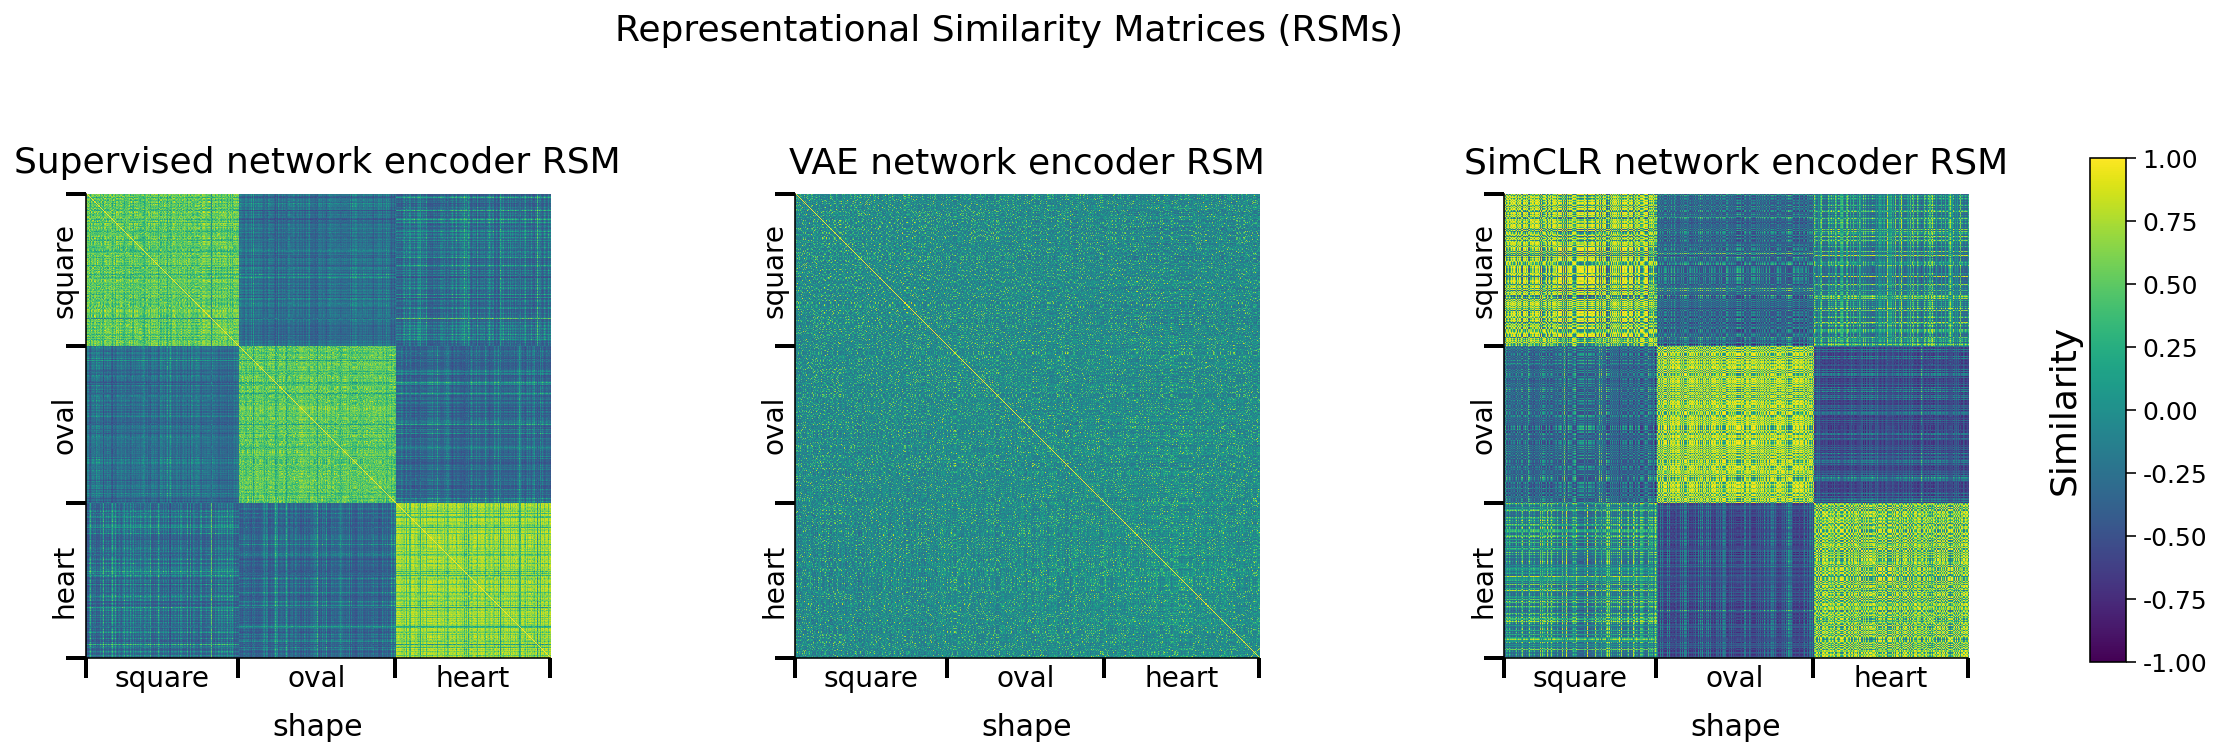 Representational Similarity Matrices (RSMs)
Supervised network encoder RSM
square
oval
heart
square oval heart
shape
VAE network encoder RSM
square
oval
heart
square oval heart
shape
SimCLR network encoder RSM
square
oval
heart
square oval heart
shape
Similarity
1.00
0.75
0.50
0.25
0.00
-0.25
-0.50
-0.75
-1.00